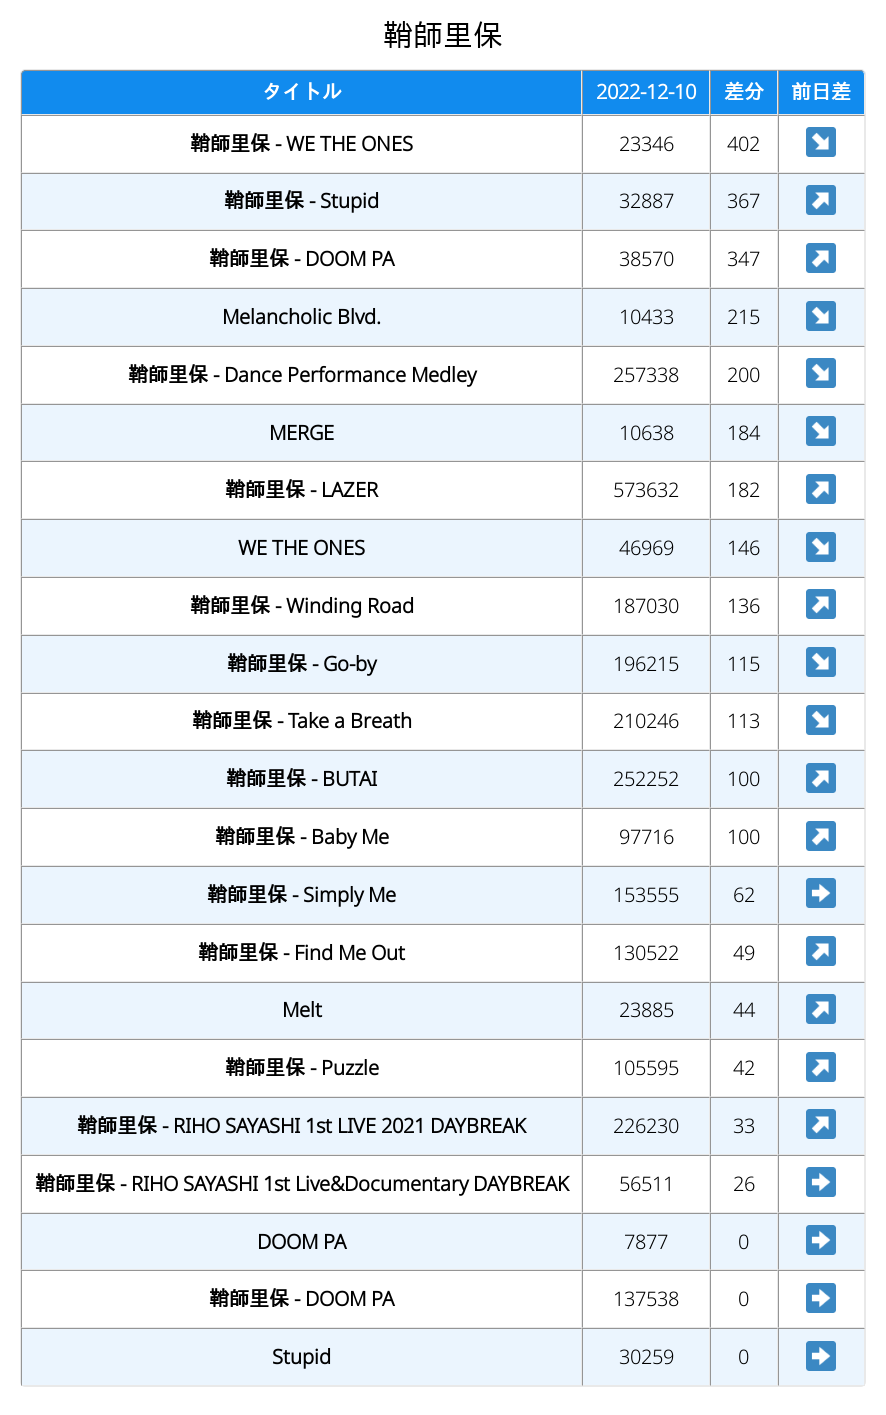 鞘師里保
タイトル 2022-12-10 差分 前日差
鞘師里保 - WE THE ONES 23346 402 ↘
鞘師里保 - Stupid 32887 367 ↗
鞘師里保 - DOOM PA 38570 347 ↗
Melancholic Blvd. 10433 215 ↘
鞘師里保 - Dance Performance Medley 257338 200 ↘
MERGE 10638 184 ↘
鞘師里保 - LAZER 573632 182 ↗
WE THE ONES 46969 146 ↘
鞘師里保 - Winding Road 187030 136 ↗
鞘師里保 - Go-by 196215 115 ↘
鞘師里保 - Take a Breath 210246 113 ↘
鞘師里保 - BUTAI 252252 100 ↗
鞘師里保 - Baby Me 97716 100 ↗
鞘師里保 - Simply Me 153555 62 ➡
鞘師里保 - Find Me Out 130522 49 ↗
Melt 23885 44 ↗
鞘師里保 - Puzzle 105595 42 ↗
鞘師里保 - RIHO SAYASHI 1st LIVE 2021 DAYBREAK 226230 33 ↗
鞘師里保 - RIHO SAYASHI 1st Live&Documentary DAYBREAK 56511 26 ➡
DOOM PA 7877 0 ➡
鞘師里保 - DOOM PA 137538 0 ➡
Stupid 30259 0 ➡